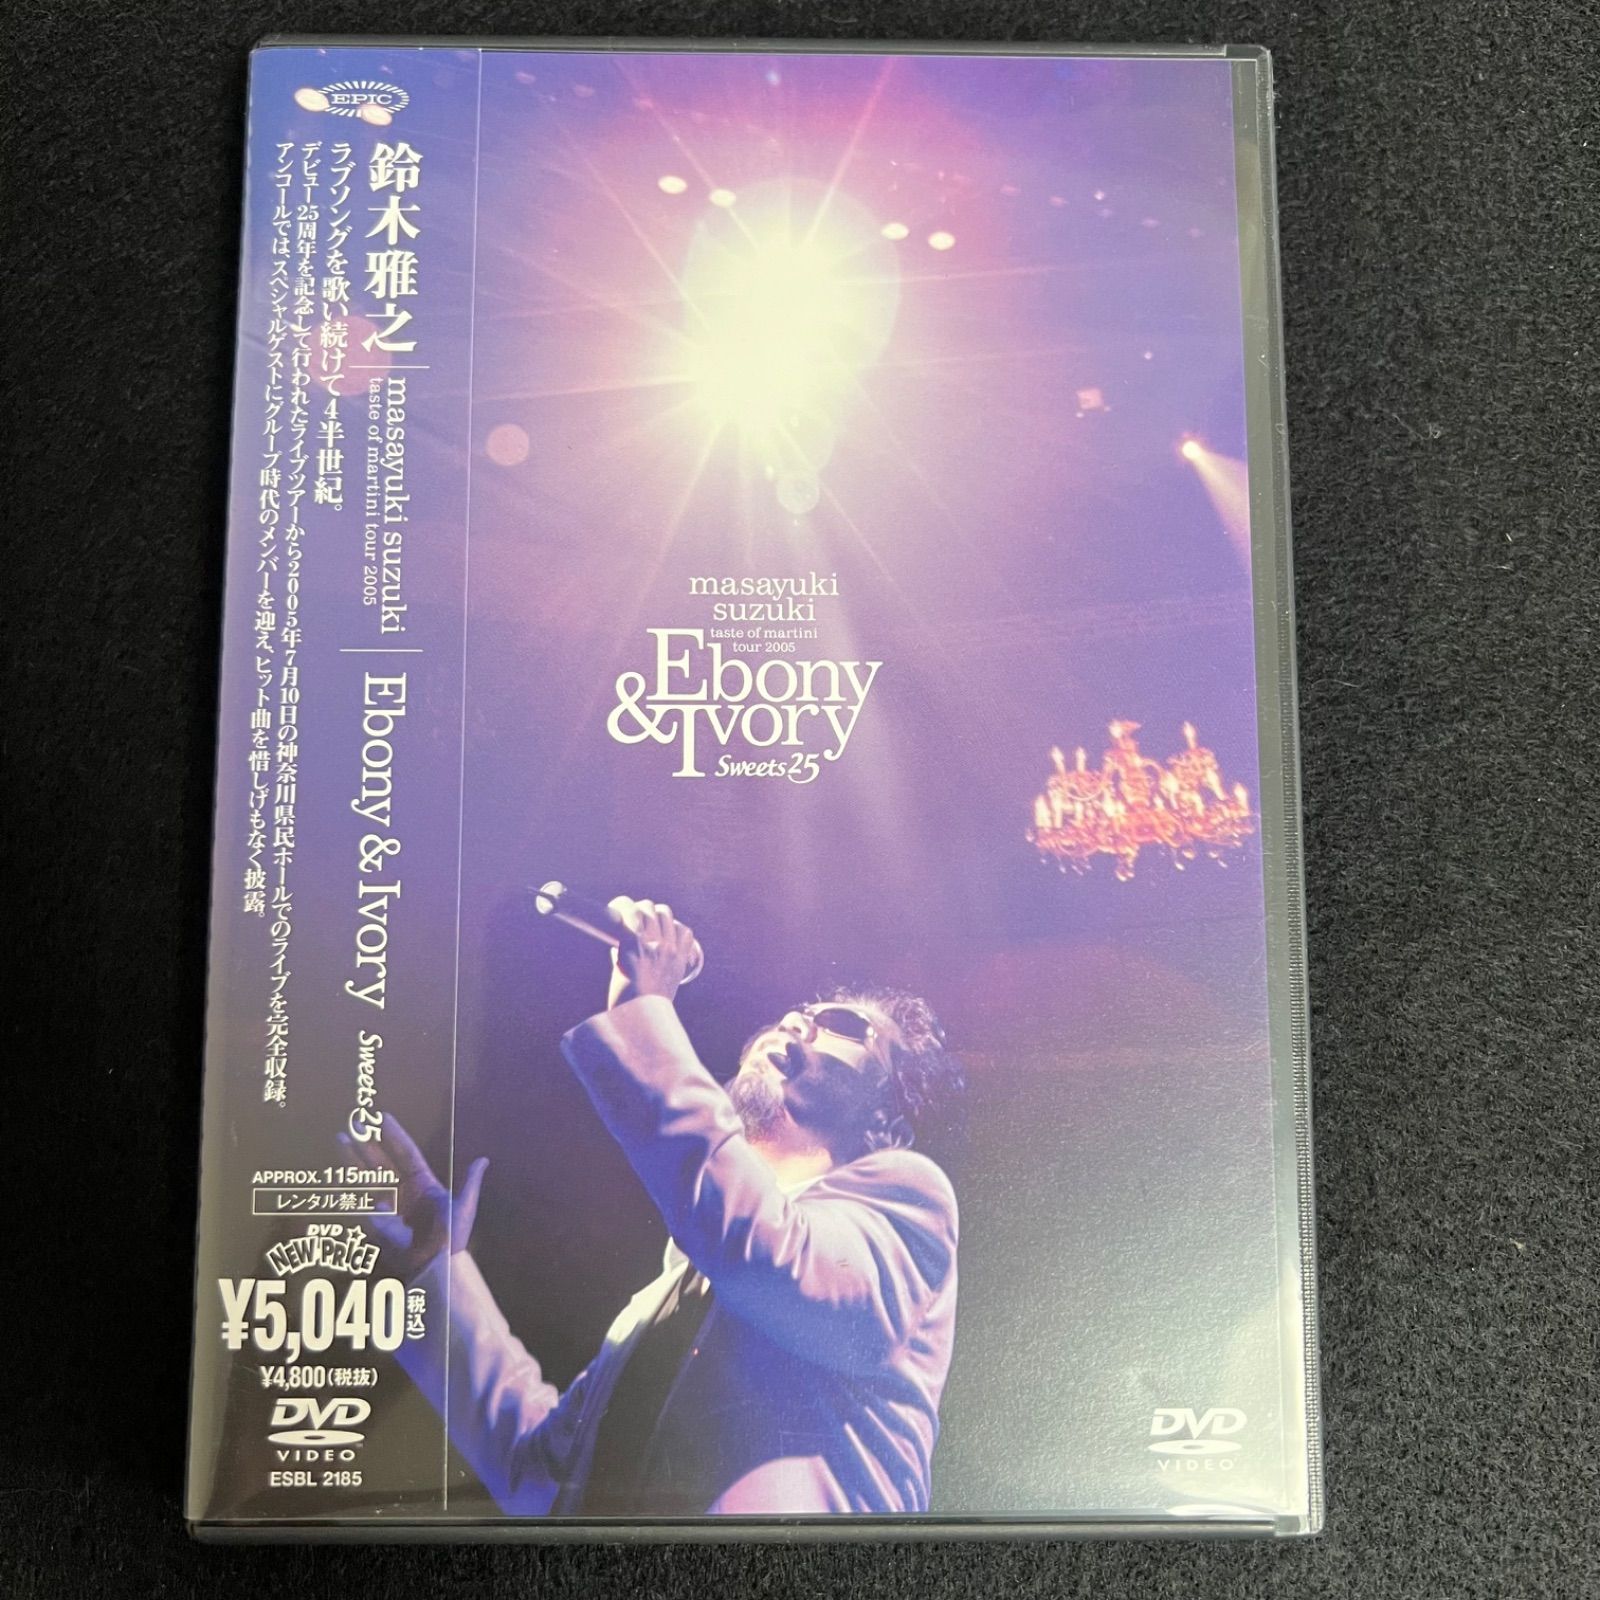 EPIC
鈴木雅之
masayuki suzuki
taste of martini tour 2005
Ebony & Ivory Sweets25
ラブソングを歌い続けて4半世紀。
デビュー25周年を記念して行われたライブツアーから2005年7月10日の神奈川県民ホールでのライブを完全収録。
アンコールでは、スペシャルゲストにグループ時代のメンバーを迎え、ヒット曲を惜しげもなく披露。
APPROX.115min.
レンタル禁止
DVD
NEW PRICE
¥5,040(税込)
¥4,800(税抜)
DVD
VIDEO
ESBL 2185
masayuki
suzuki
taste of martini
tour 2005
Ebony
&Ivory
Sweets25
DVD
VIDEO